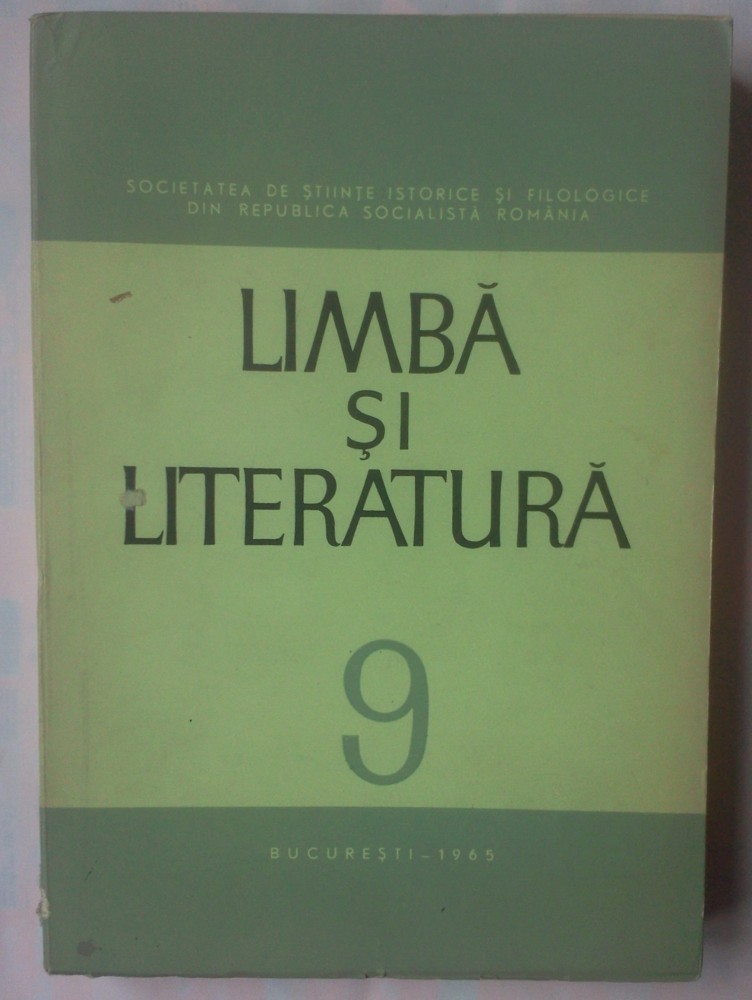 SOCIETATEA DE ȘTIINȚE ISTORICE ȘI FILOLOGICE
DIN REPUBLICA SOCIALISTĂ ROMÂNIA
LIMBĂ
ȘI
LITERATURĂ
9
BUCUREȘTI – 1965